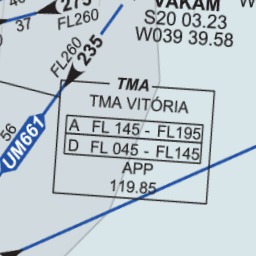 275
FL260
37
VAKAM
S20 03.23
W039 39.58
FL260
235
TMA
TMA VITÓRIA
A FL 145 - FL195
D FL 045 - FL145
APP
119.85
56
UM661